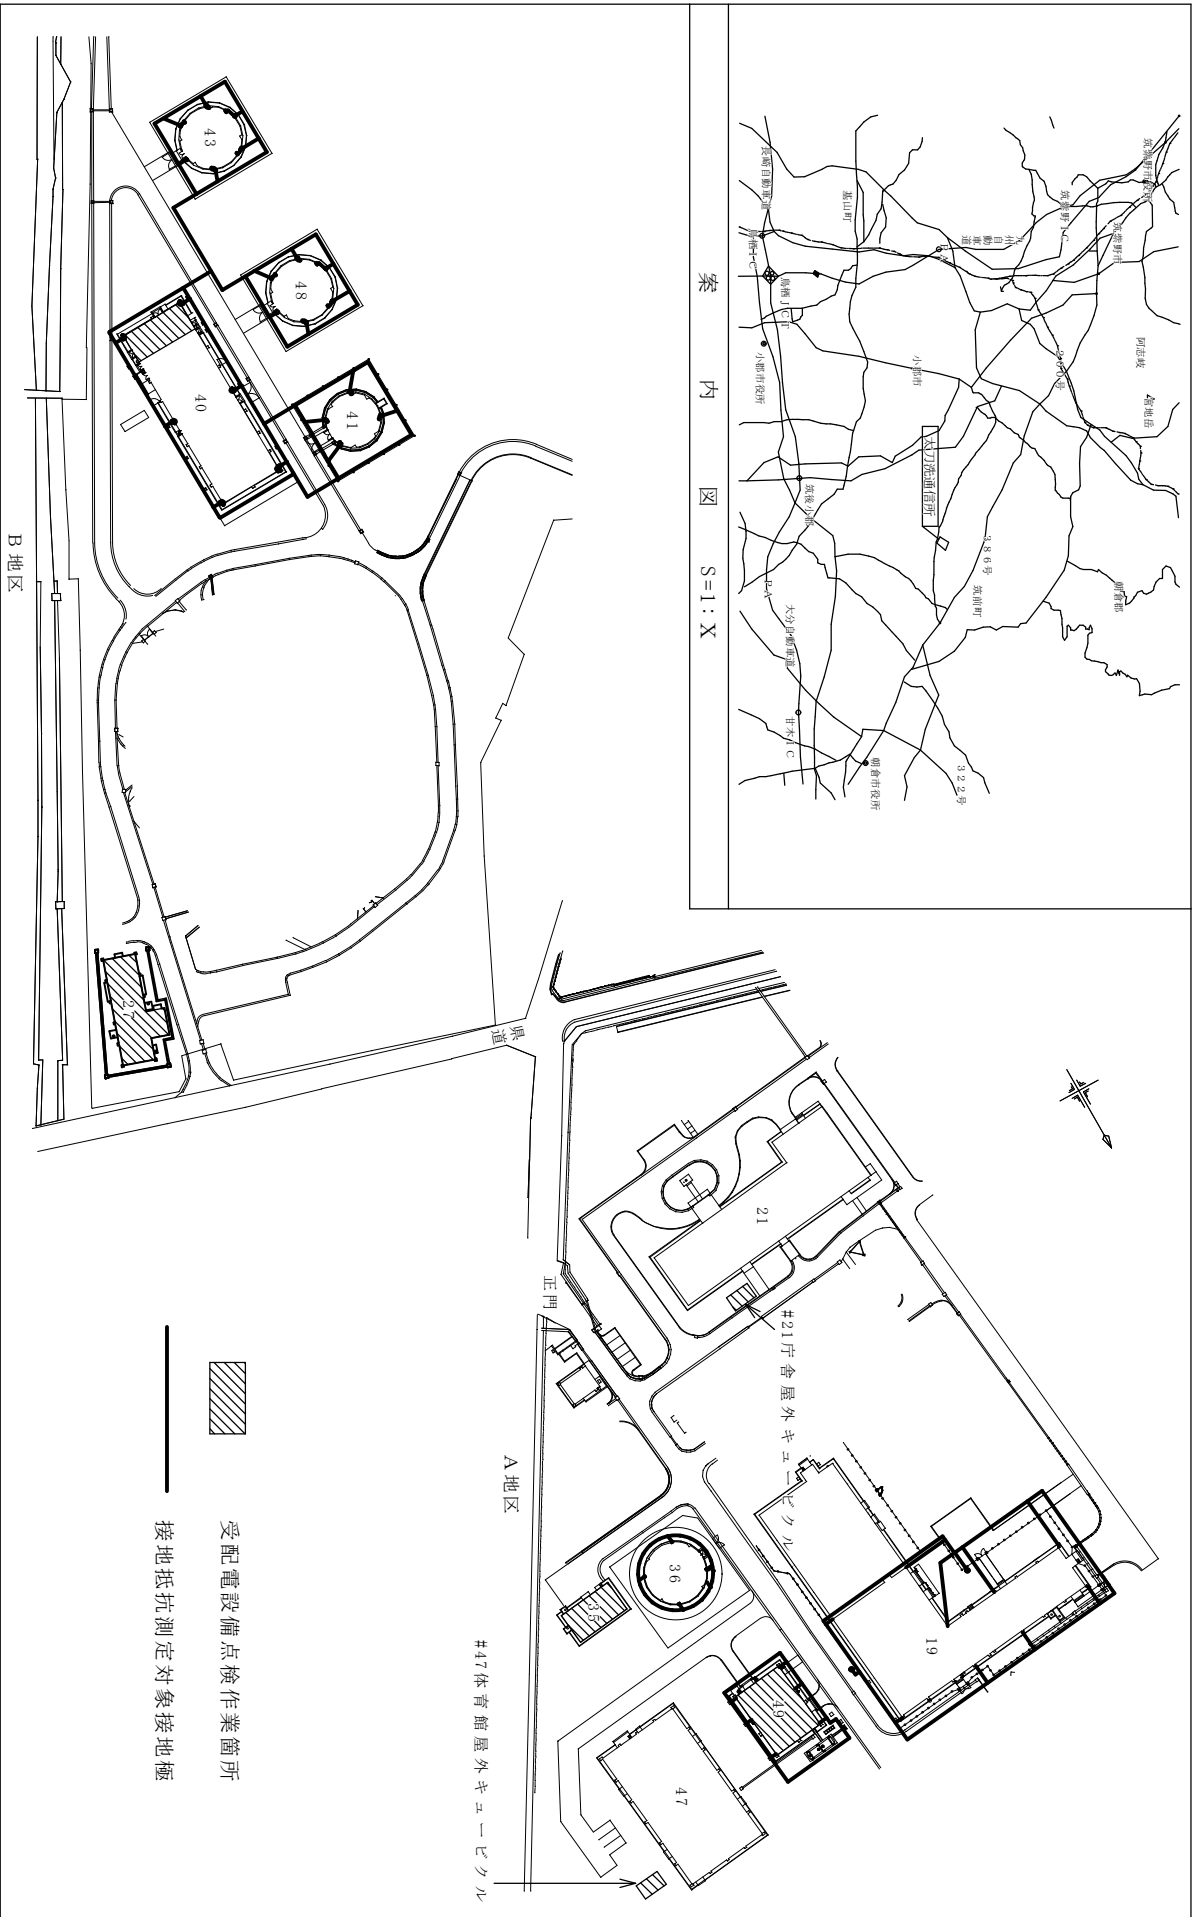 筑紫野市役所
筑紫野市
筑紫野IC
阿志岐
宮地岳
九州自動車道
P.A
基山町
長崎自動車道
鳥栖IC
鳥栖JCT
小郡市役所
小郡市
太刀洗通信所
386号
筑前町
朝倉郡
筑後小郡
P.A
大分自動車道
甘木IC
朝倉市役所
322号
案内図 S=1:X
43
48
41
40
27
B地区
県道
21
#21庁舎屋外キュービクル
正門
A地区
19
36
35
49
47
#47体育館屋外キュービクル
受配電設備点検作業箇所
接地抵抗測定対象接地極